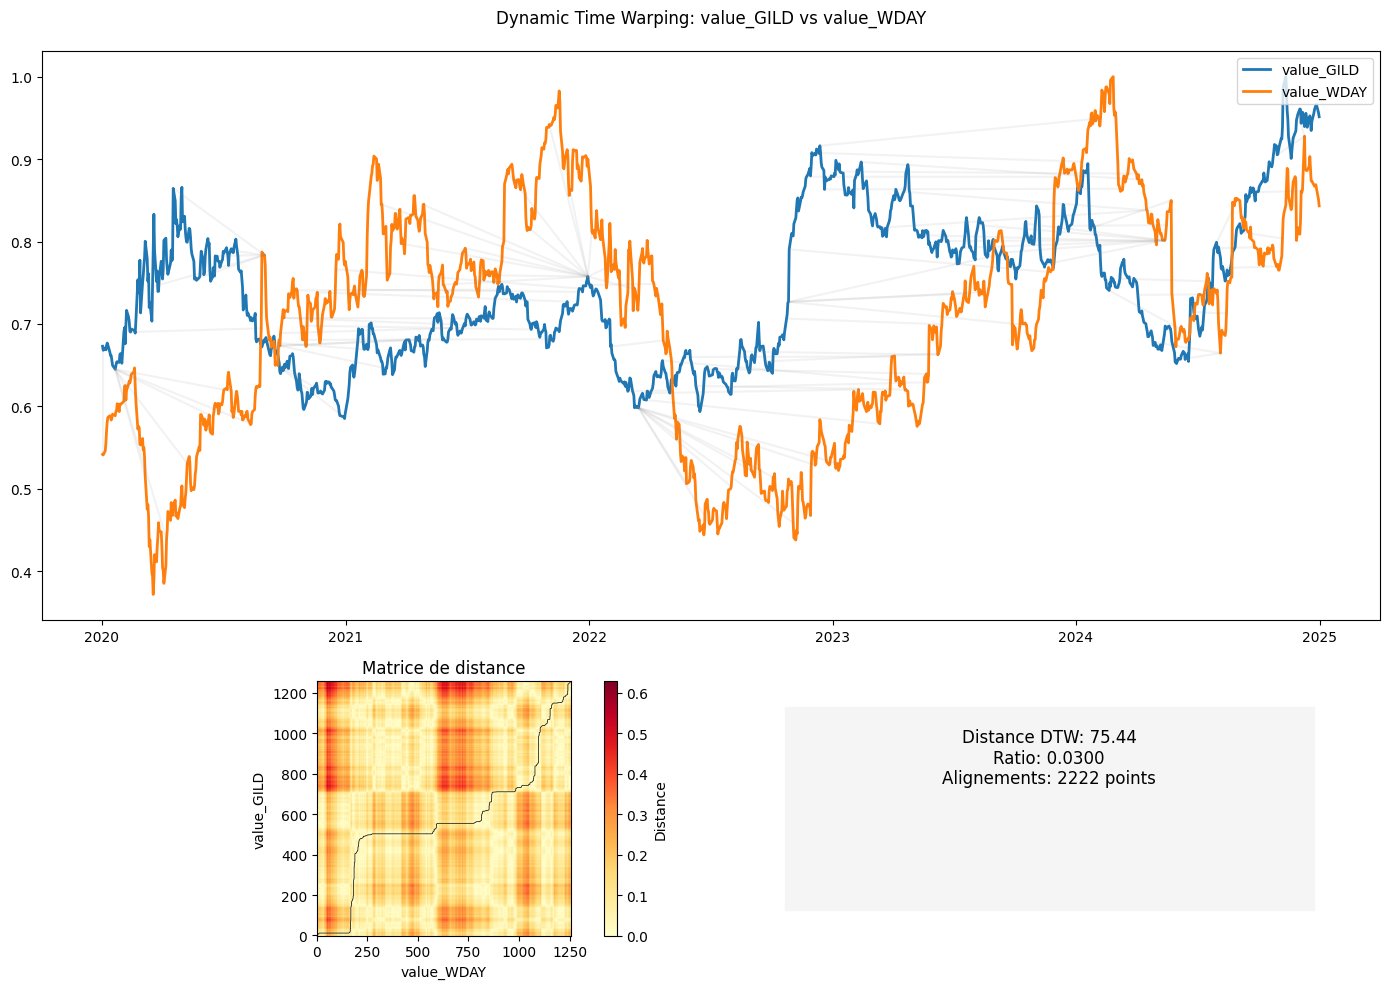 Dynamic Time Warping: value_GILD vs value_WDAY
value_GILD
value_WDAY
1.0
0.9
0.8
0.7
0.6
0.5
0.4
2020 2021 2022 2023 2024 2025
Matrice de distance
value_GILD
1200
1000
800
600
400
200
0
0 250 500 750 1000 1250
value_WDAY
0.6
0.5
0.4
0.3
0.2
0.1
0.0
Distance
Distance DTW: 75.44
Ratio: 0.0300
Alignements: 2222 points